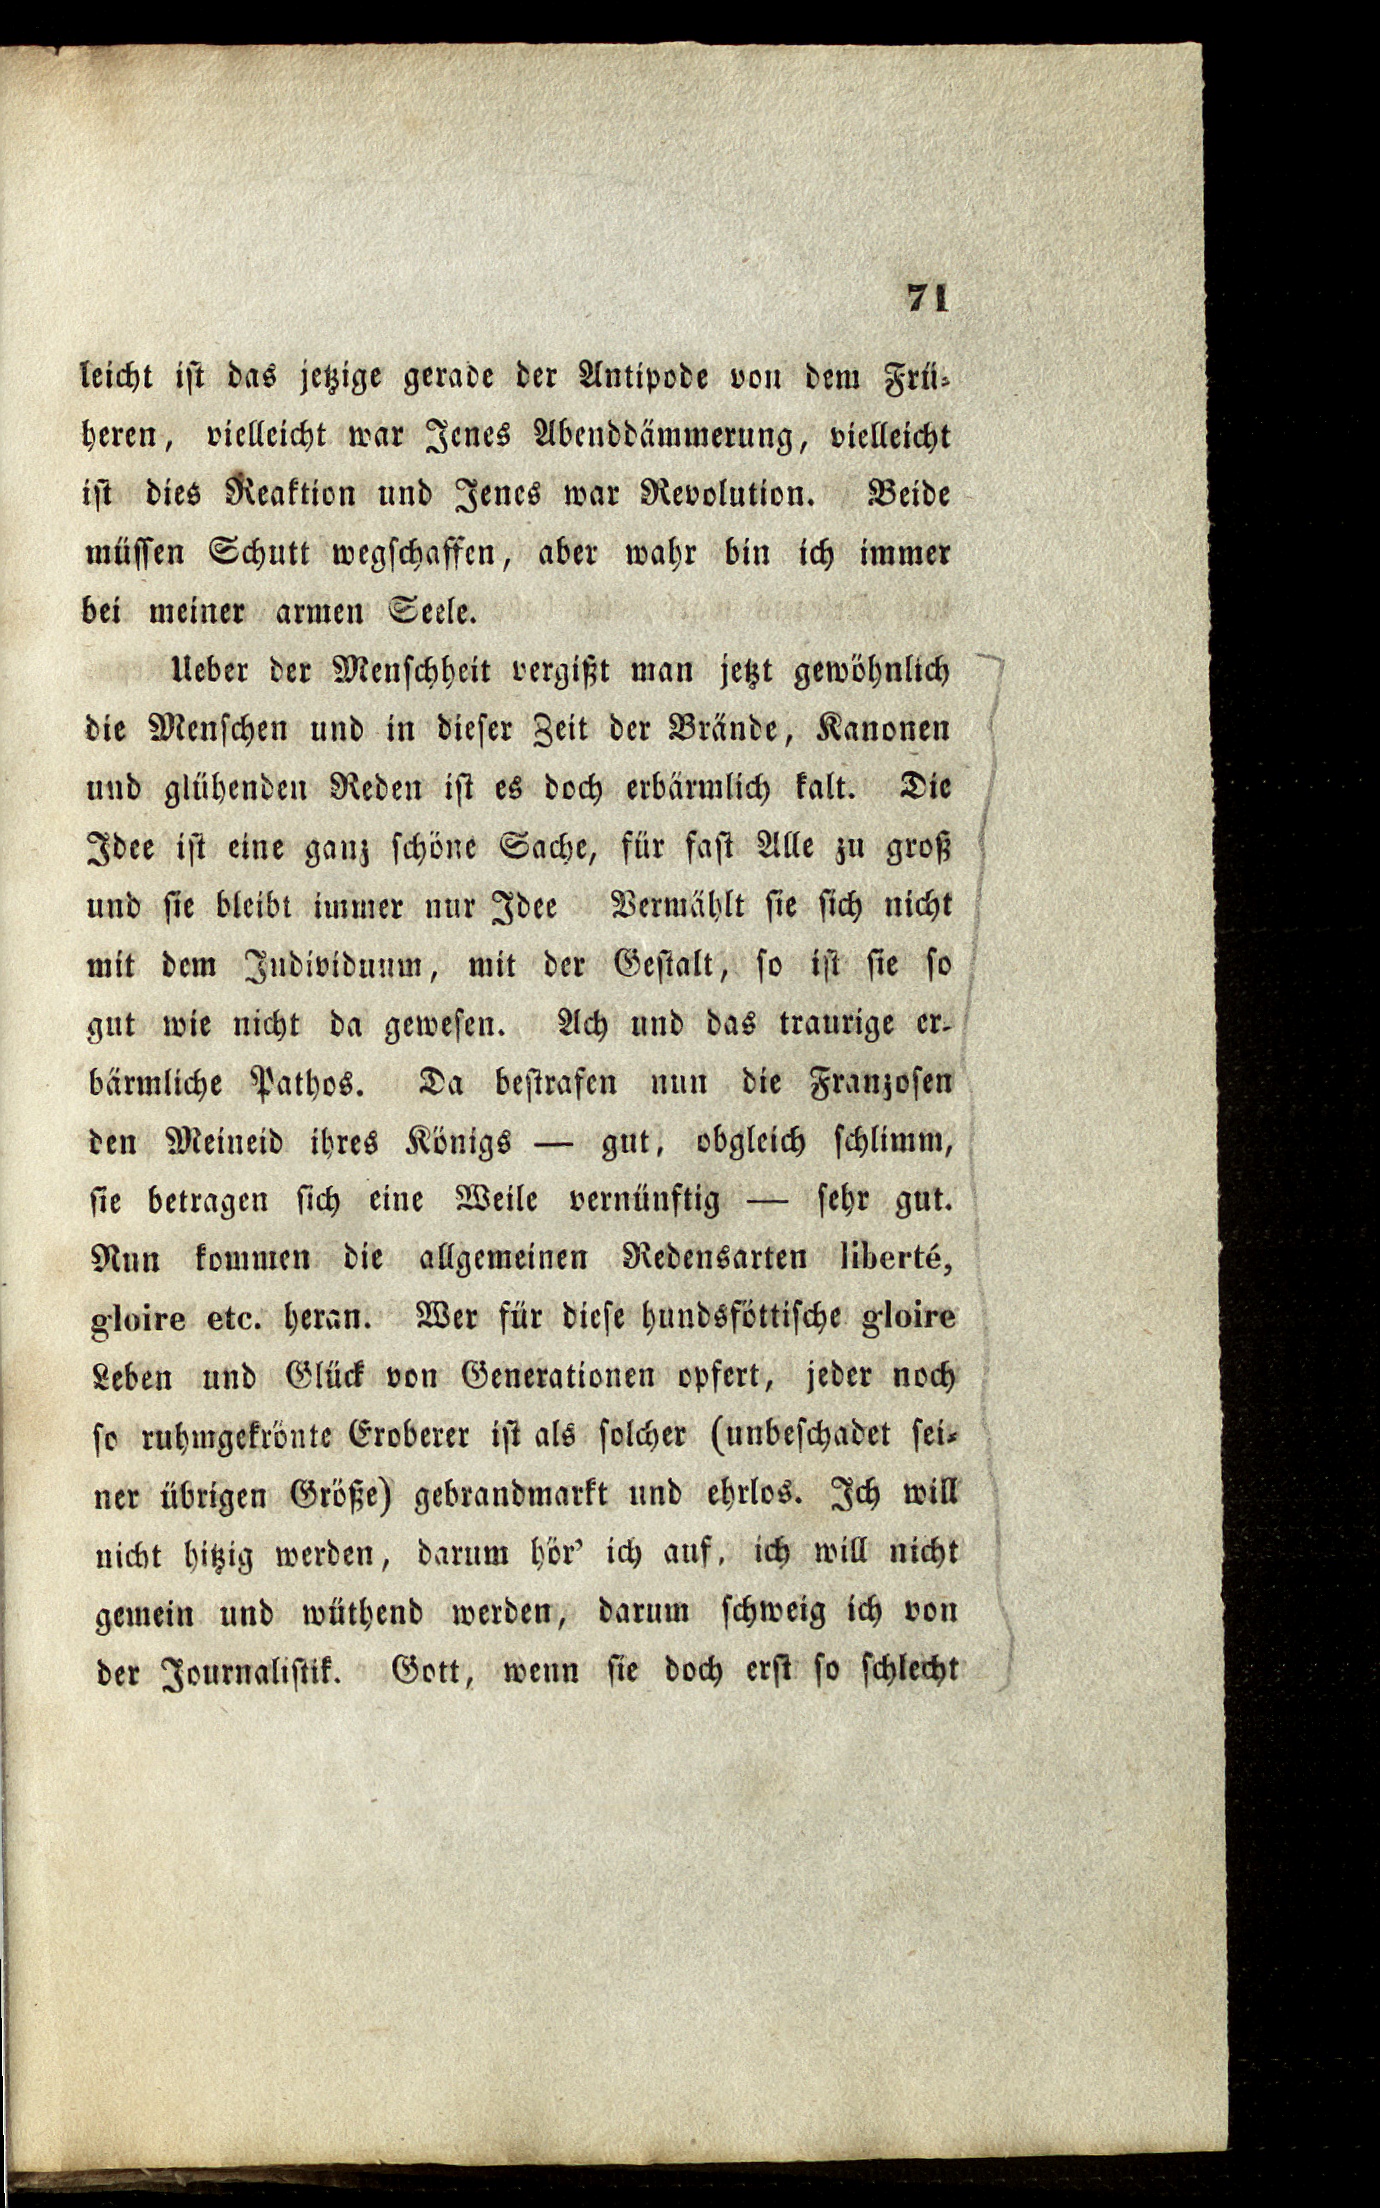 71
leicht ist das jetzige gerade der Antipode von dem Frü-
heren, vielleicht war Jenes Abenddämmerung, vielleicht
ist dies Reaktion und Jenes war Revolution. Beide
müssen Schutt wegschaffen, aber wahr bin ich immer
bei meiner armen Seele.
Ueber der Menschheit vergißt man jetzt gewöhnlich
die Menschen und in dieser Zeit der Brände, Kanonen
und glühenden Reden ist es doch erbärmlich kalt. Die
Idee ist eine ganz schöne Sache, für fast Alle zu groß
und sie bleibt immer nur Idee Vermählt sie sich nicht
mit dem Individuum, mit der Gestalt, so ist sie so
gut wie nicht da gewesen. Ach und das traurige er-
bärmliche Pathos. Da bestrafen nun die Franzosen
den Meineid ihres Königs — gut, obgleich schlimm,
sie betragen sich eine Weile vernünftig — sehr gut.
Nun kommen die allgemeinen Redensarten liberté,
gloire etc. heran. Wer für diese hundsföttische gloire
Leben und Glück von Generationen opfert, jeder noch
so ruhmgekrönte Eroberer ist als solcher (unbeschadet sei-
ner übrigen Größe) gebrandmarkt und ehrlos. Ich will
nicht hitzig werden, darum hör' ich auf, ich will nicht
gemein und wüthend werden, darum schweig ich von
der Journalistik. Gott, wenn sie doch erst so schlecht